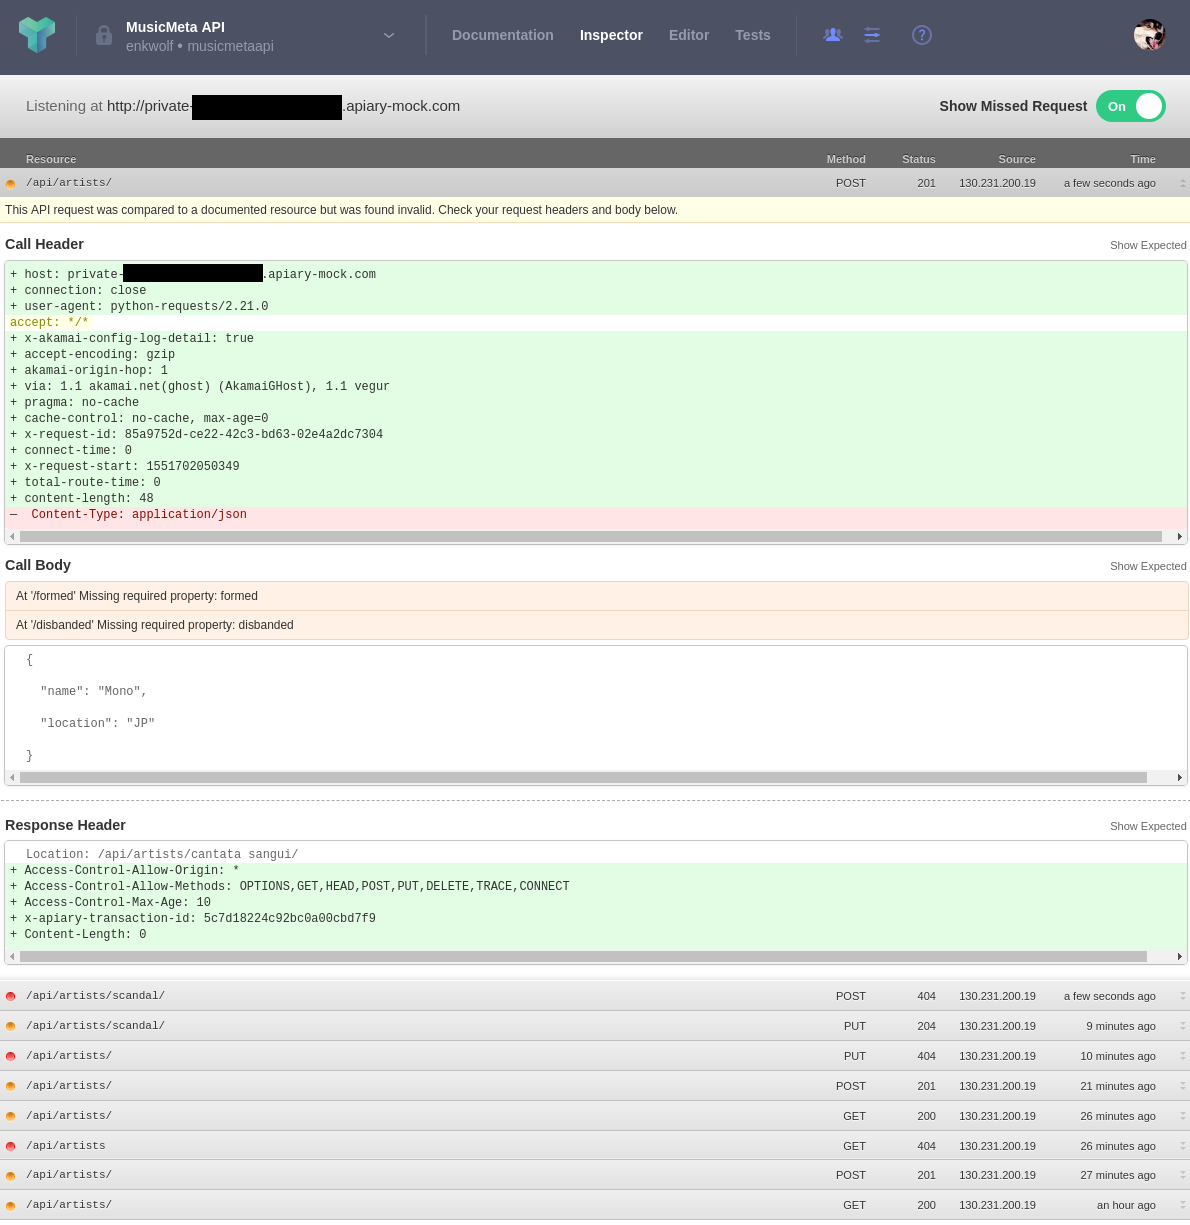 MusicMeta API
enkwolf • musicmetaapi
Documentation Inspector Editor Tests
Listening at http://private- .apiary-mock.com
Show Missed Request On
Resource Method Status Source Time
/api/artists/ POST 201 130.231.200.19 a few seconds ago
This API request was compared to a documented resource but was found invalid. Check your request headers and body below.
Call Header Show Expected
+ host: private- .apiary-mock.com
+ connection: close
+ user-agent: python-requests/2.21.0
accept: */*
+ x-akamai-config-log-detail: true
+ accept-encoding: gzip
+ akamai-origin-hop: 1
+ via: 1.1 akamai.net(ghost) (AkamaiGHost), 1.1 vegur
+ pragma: no-cache
+ cache-control: no-cache, max-age=0
+ x-request-id: 85a9752d-ce22-42c3-bd63-02e4a2dc7304
+ connect-time: 0
+ x-request-start: 1551702050349
+ total-route-time: 0
+ content-length: 48
– Content-Type: application/json
Call Body Show Expected
At '/formed' Missing required property: formed
At '/disbanded' Missing required property: disbanded
{
"name": "Mono",
"location": "JP"
}
Response Header Show Expected
Location: /api/artists/cantata sangui/
+ Access-Control-Allow-Origin: *
+ Access-Control-Allow-Methods: OPTIONS,GET,HEAD,POST,PUT,DELETE,TRACE,CONNECT
+ Access-Control-Max-Age: 10
+ x-apiary-transaction-id: 5c7d18224c92bc0a00cbd7f9
+ Content-Length: 0
/api/artists/scandal/ POST 404 130.231.200.19 a few seconds ago
/api/artists/scandal/ PUT 204 130.231.200.19 9 minutes ago
/api/artists/ PUT 404 130.231.200.19 10 minutes ago
/api/artists/ POST 201 130.231.200.19 21 minutes ago
/api/artists/ GET 200 130.231.200.19 26 minutes ago
/api/artists GET 404 130.231.200.19 26 minutes ago
/api/artists/ POST 201 130.231.200.19 27 minutes ago
/api/artists/ GET 200 130.231.200.19 an hour ago